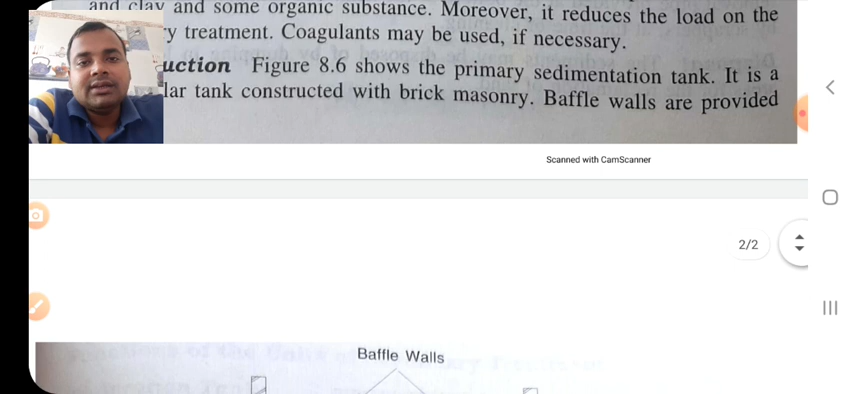 and clay and some organic substance. Moreover, it reduces the load on the
y treatment. Coagulants may be used, if necessary.
uction Figure 8.6 shows the primary sedimentation tank. It is a
lar tank constructed with brick masonry. Baffle walls are provided
Scanned with CamScanner
2/2
Baffle Walls